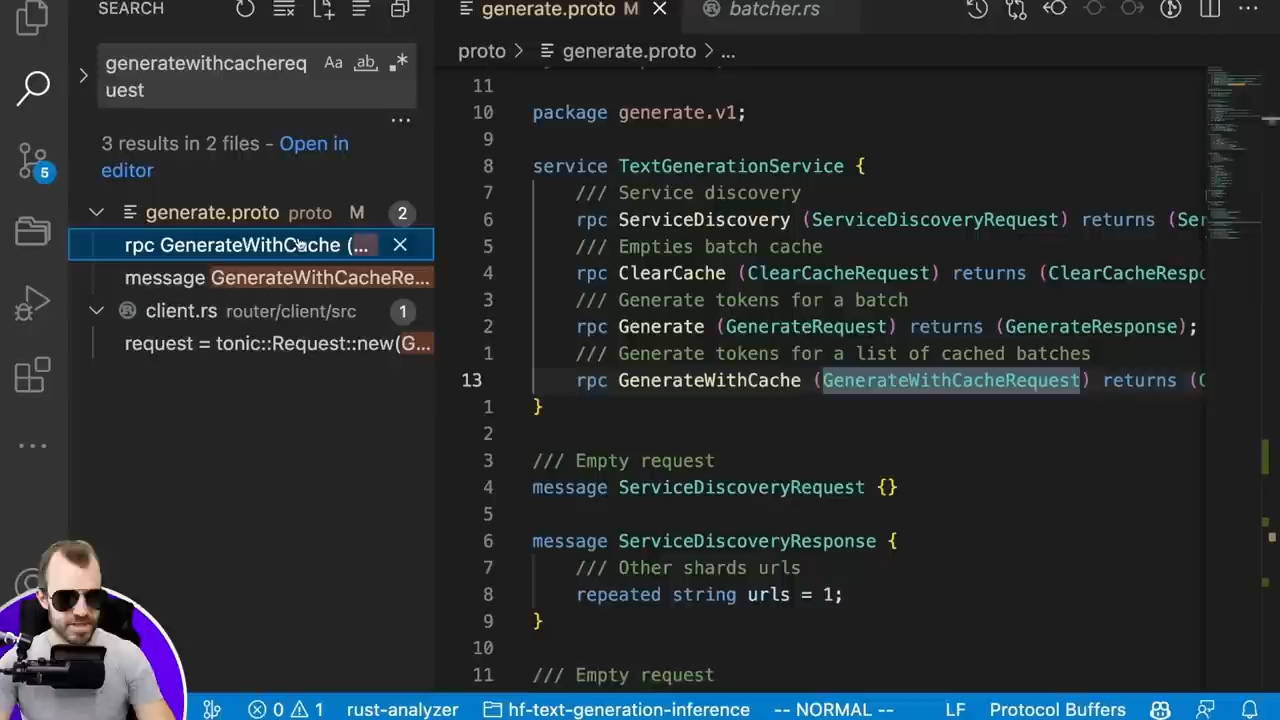 SEARCH
generatewithcachereq
uest
Aa
ab
.*
3 results in 2 files - Open in
editor
generate.proto proto M 2
rpc GenerateWithCache (...
message GenerateWithCacheRe...
client.rs router/client/src 1
request = tonic::Request::new(G...
5
generate.proto M
batcher.rs
proto > generate.proto > ...
11
10 package generate.v1;
9
8 service TextGenerationService {
7 /// Service discovery
6 rpc ServiceDiscovery (ServiceDiscoveryRequest) returns (Ser
5 /// Empties batch cache
4 rpc ClearCache (ClearCacheRequest) returns (ClearCacheRespo
3 /// Generate tokens for a batch
2 rpc Generate (GenerateRequest) returns (GenerateResponse);
1 /// Generate tokens for a list of cached batches
13 rpc GenerateWithCache (GenerateWithCacheRequest) returns (G
1 }
2
3 /// Empty request
4 message ServiceDiscoveryRequest {}
5
6 message ServiceDiscoveryResponse {
7 /// Other shards urls
8 repeated string urls = 1;
9 }
10
11 /// Empty request
0 1 rust-analyzer hf-text-generation-inference -- NORMAL -- LF Protocol Buffers